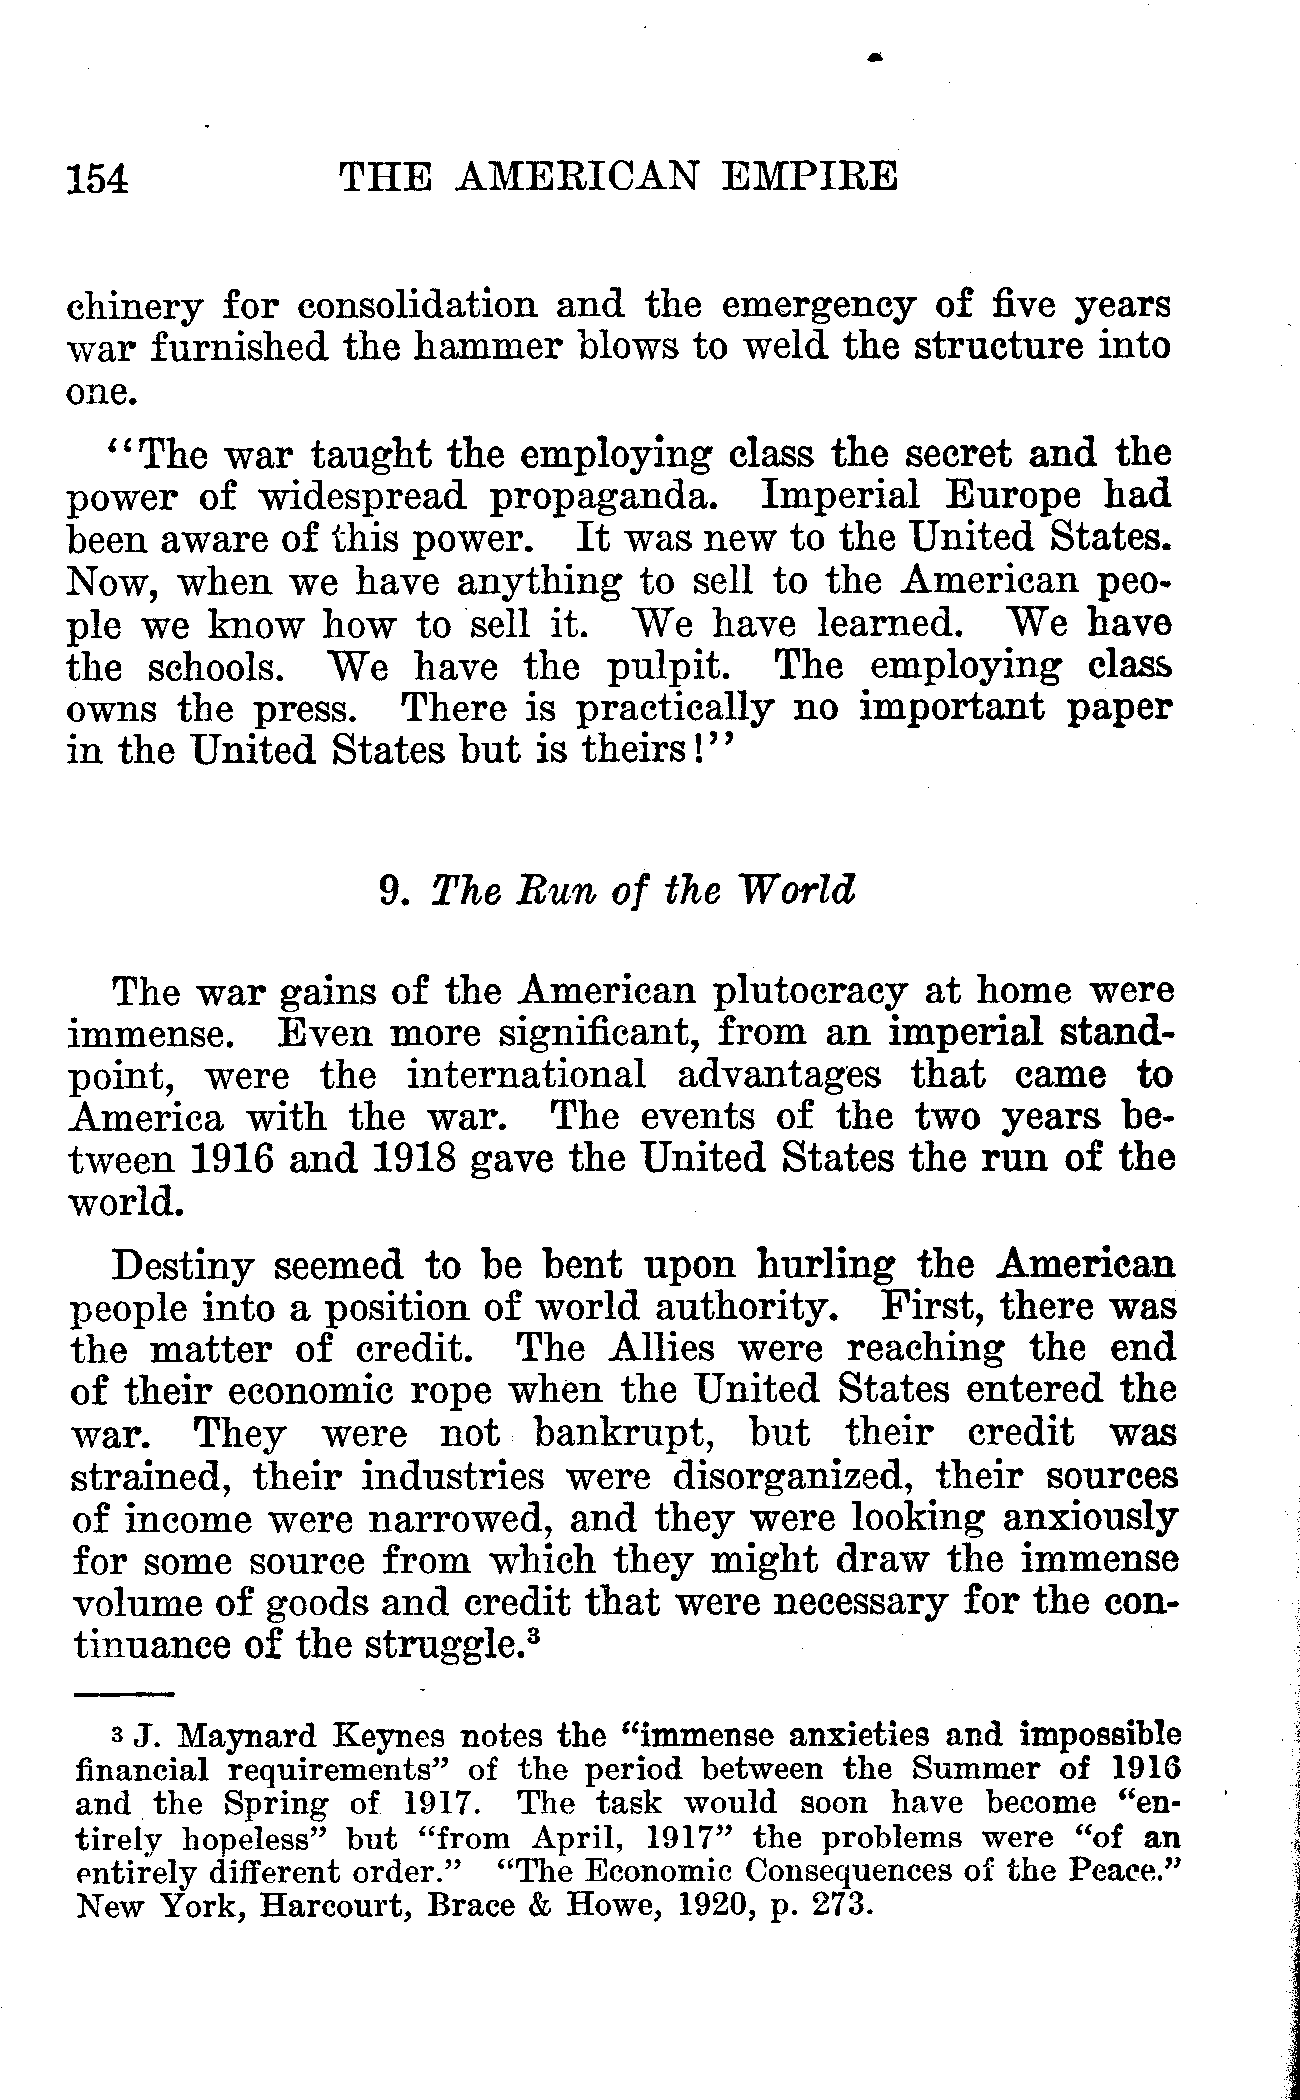 154 THE AMERICAN EMPIRE
chinery for consolidation and the emergency of five years
war furnished the hammer blows to weld the structure into
one.
“The war taught the employing class the secret and the
power of widespread propaganda. Imperial Europe had
been aware of this power. It was new to the United States.
Now, when we have anything to sell to the American peo-
ple we know how to sell it. We have learned. We have
the schools. We have the pulpit. The employing class
owns the press. There is practically no important paper
in the United States but is theirs!”
9. The Run of the World
The war gains of the American plutocracy at home were
immense. Even more significant, from an imperial stand-
point, were the international advantages that came to
America with the war. The events of the two years be-
tween 1916 and 1918 gave the United States the run of the
world.
Destiny seemed to be bent upon hurling the American
people into a position of world authority. First, there was
the matter of credit. The Allies were reaching the end
of their economic rope when the United States entered the
war. They were not bankrupt, but their credit was
strained, their industries were disorganized, their sources
of income were narrowed, and they were looking anxiously
for some source from which they might draw the immense
volume of goods and credit that were necessary for the con-
tinuance of the struggle.³
³ J. Maynard Keynes notes the “immense anxieties and impossible
financial requirements” of the period between the Summer of 1916
and the Spring of 1917. The task would soon have become “en-
tirely hopeless” but “from April, 1917” the problems were “of an
entirely different order.” “The Economic Consequences of the Peace.”
New York, Harcourt, Brace & Howe, 1920, p. 273.